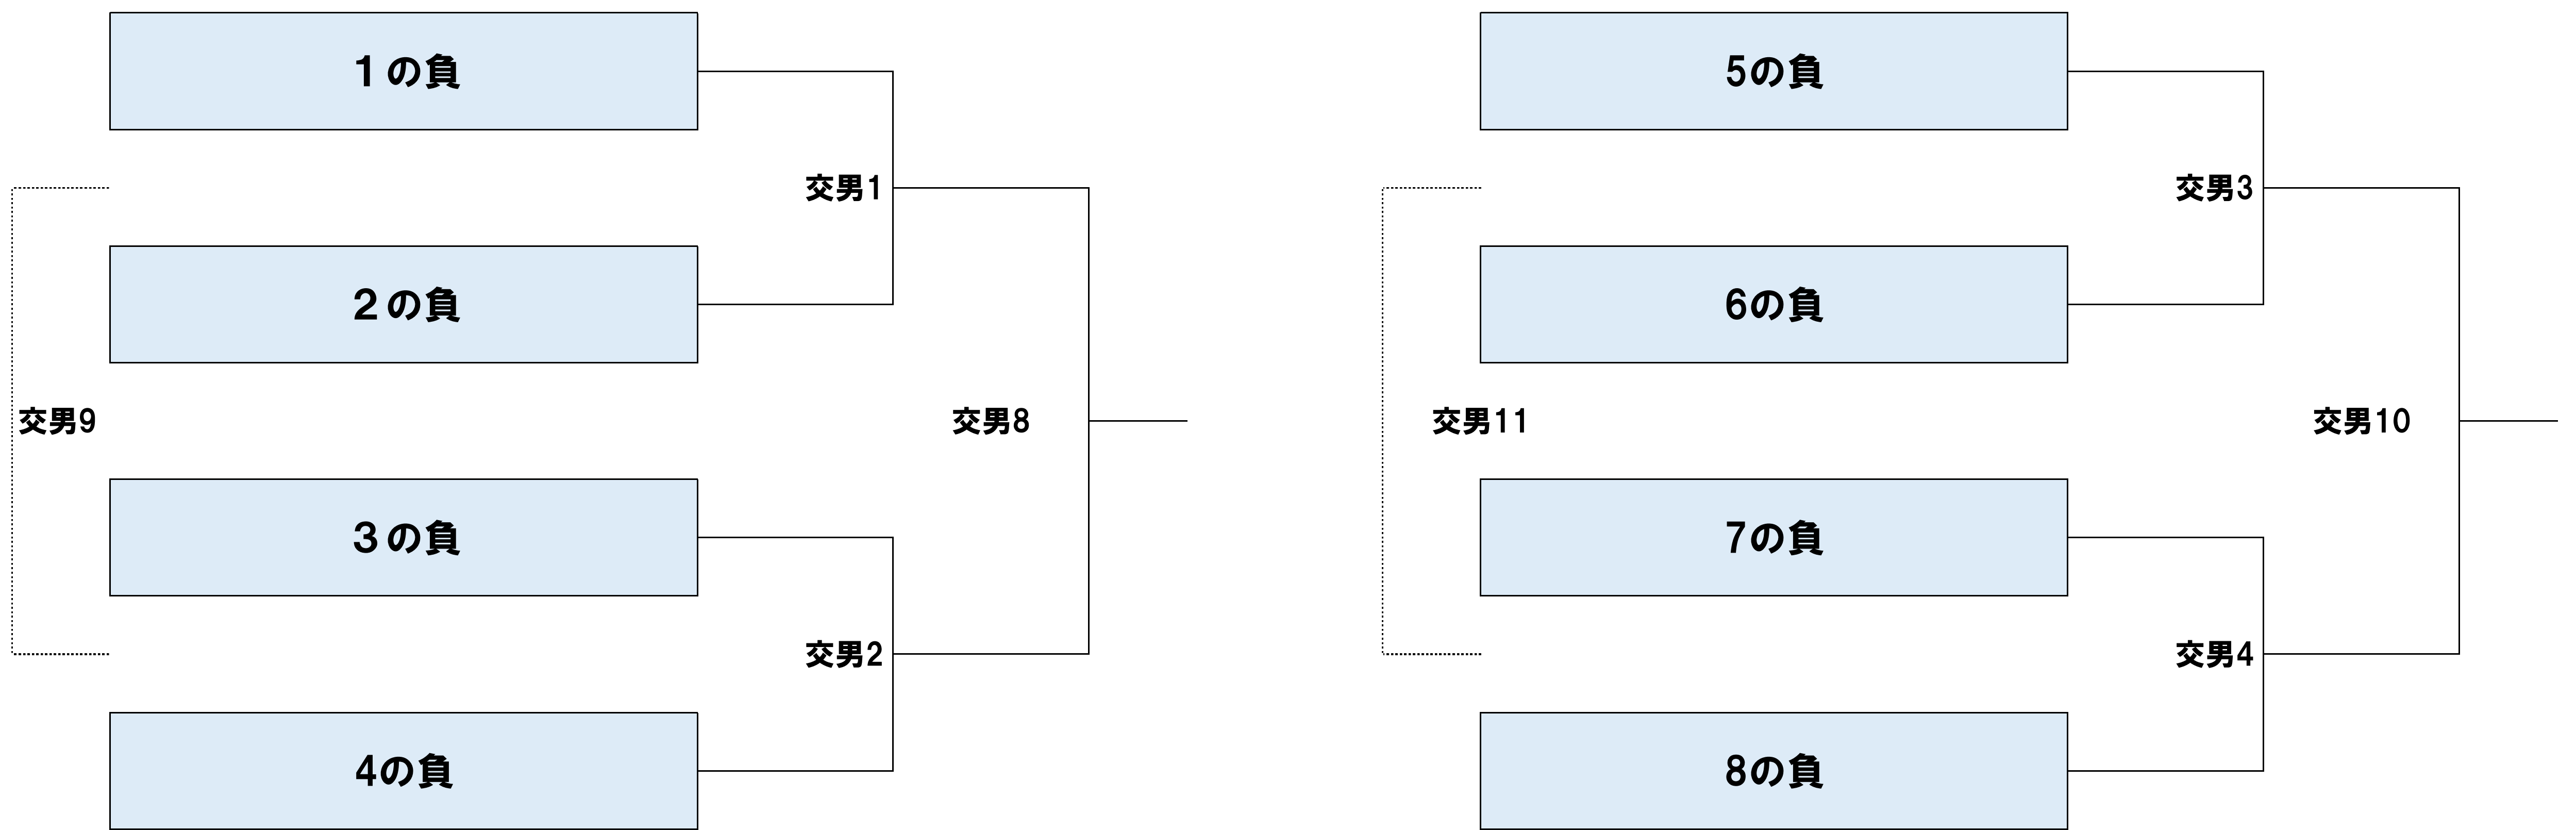 １の負
交男1
２の負
交男9
交男8
３の負
交男2
4の負
5の負
交男3
6の負
交男11
交男10
7の負
交男4
8の負